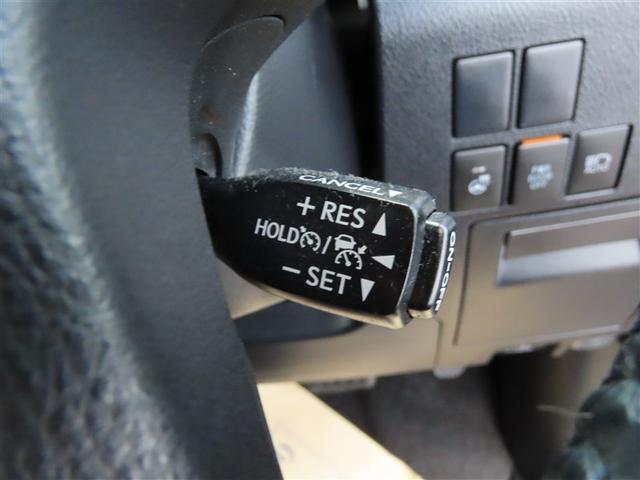 CANCEL
+ RES
HOLD /
– SET
ON-OFF